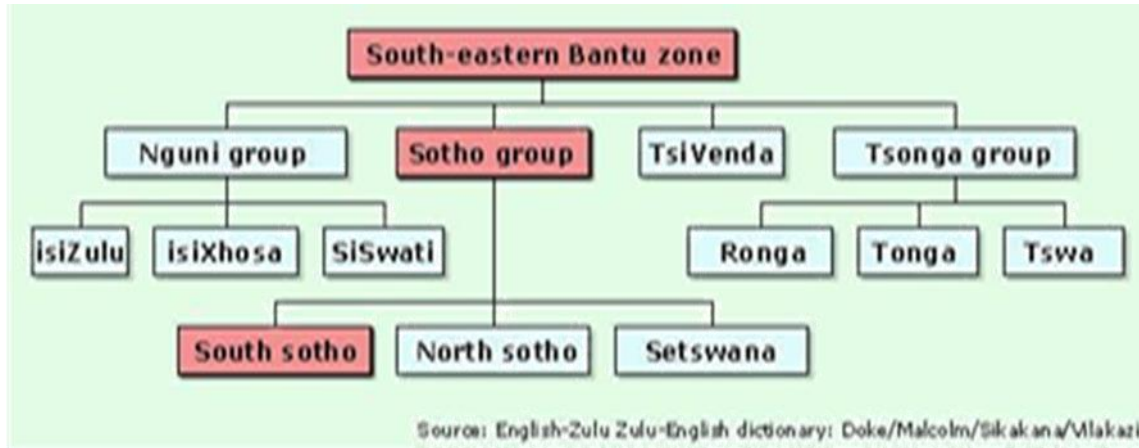 South-eastern Bantu zone
Nguni group
Sotho group
TsiVenda
Tsonga group
isiZulu
isiXhosa
SiSwati
Ronga
Tonga
Tswa
South sotho
North sotho
Setswana
Source: English-Zulu Zulu-English dictionary: Doke/Malcolm/Sikakana/Vilakazi